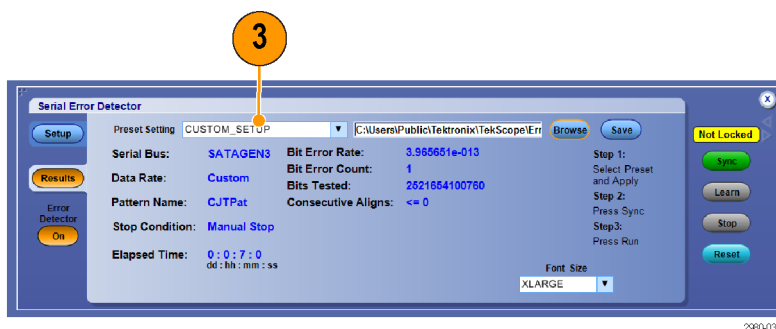 3
Serial Error Detector
Setup
Preset Setting CUSTOM_SETUP C:\Users\Public\Tektronix\TekScope\Err Browse Save
Not Locked
Serial Bus: SATAGEN3 Bit Error Rate: 3.965651e-013 Step 1:
Sync
Bit Error Count: 1 Select Preset
Results
Data Rate: Custom Bits Tested: 2521654100760 and Apply
Learn
Pattern Name: CJTPat Consecutive Aligns: <= 0 Step 2:
Press Sync
Error
Detector
On
Stop Condition: Manual Stop Step3:
Stop
Press Run
Elapsed Time: 0 : 0 : 7 : 0
dd : hh : mm : ss
Reset
Font Size
XLARGE
2980-03